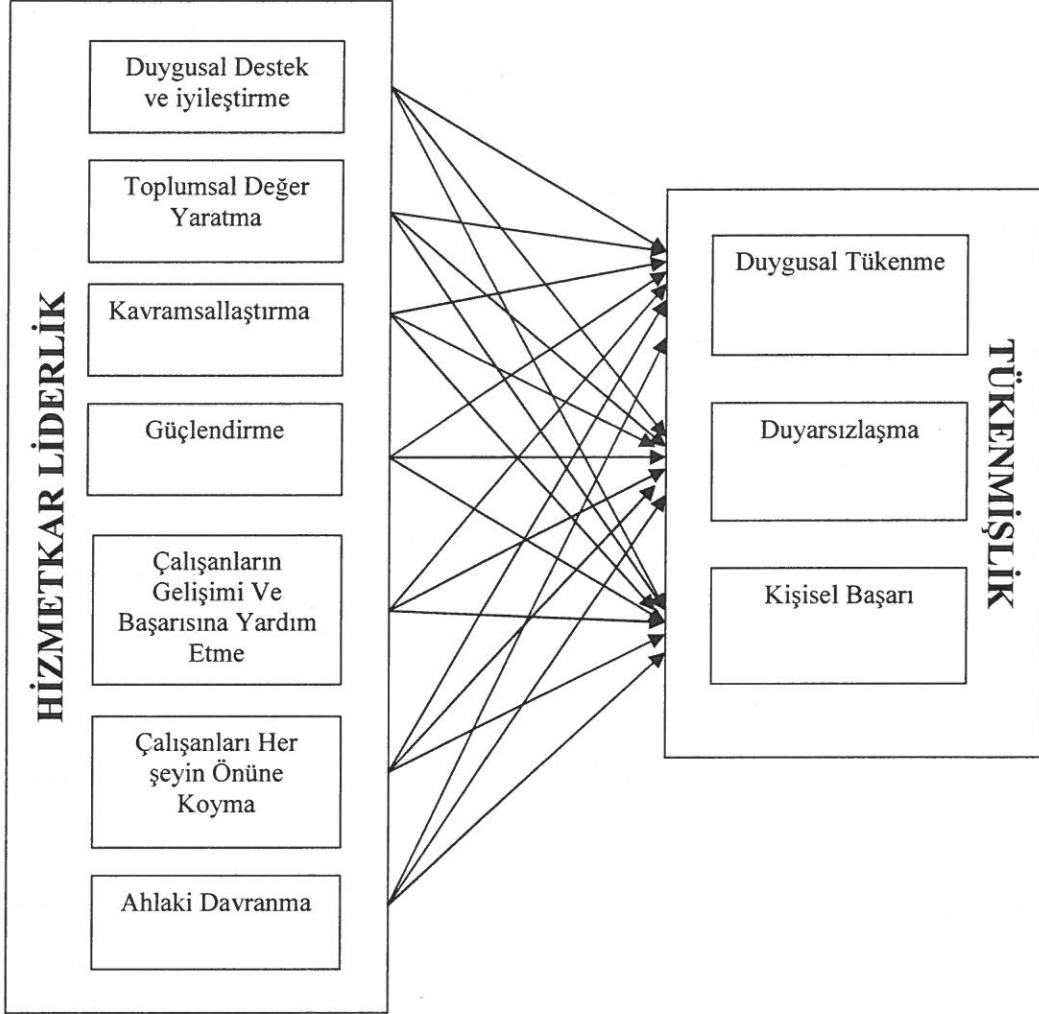 HİZMETKAR LİDERLİK
Duygusal Destek
ve iyileştirme
Toplumsal Değer
Yaratma
Kavramsallaştırma
Güçlendirme
Çalışanların
Gelişimi Ve
Başarısına Yardım
Etme
Çalışanları Her
şeyin Önüne
Koyma
Ahlaki Davranma
Duygusal Tükenme
Duyarsızlaşma
Kişisel Başarı
TÜKENMİŞLİK